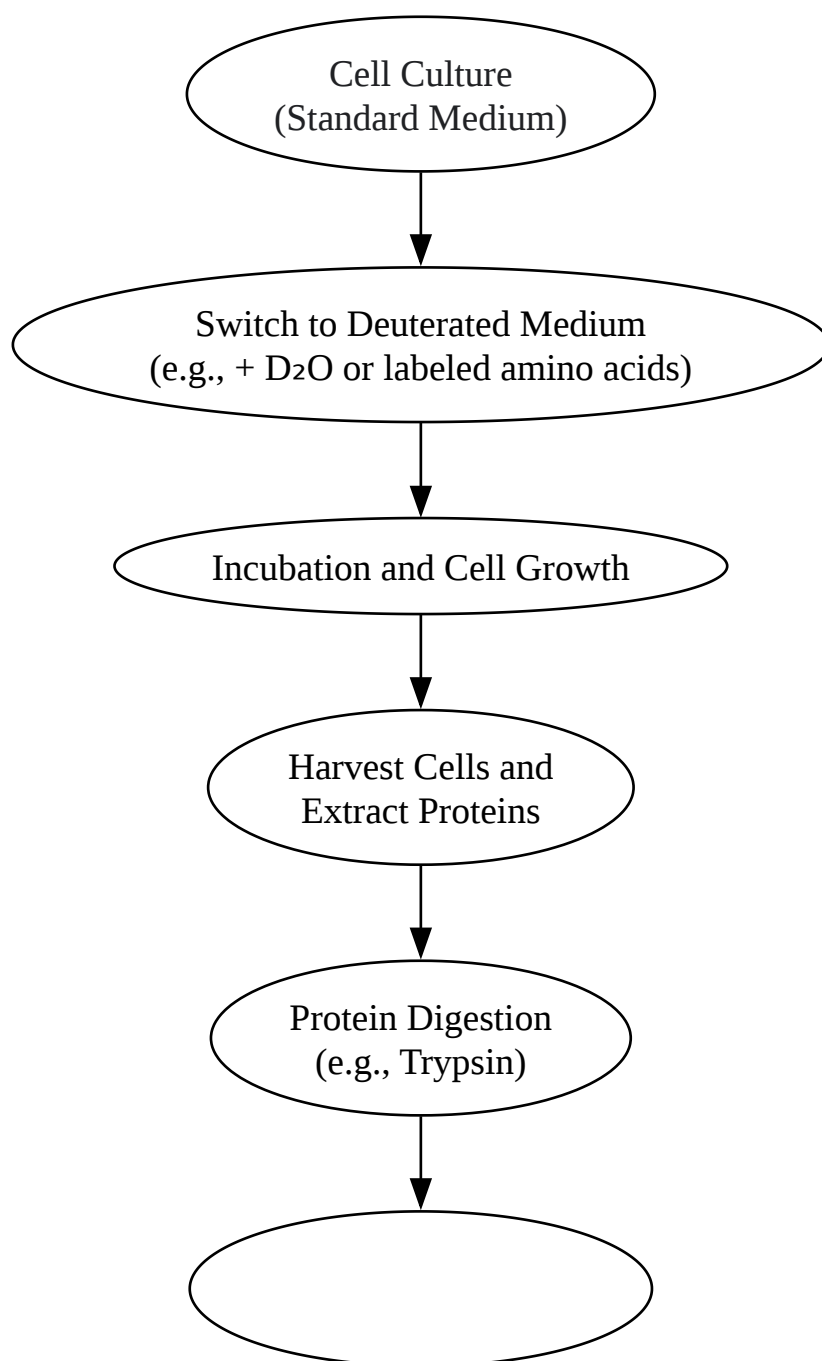 Cell Culture
(Standard Medium)
Switch to Deuterated Medium
(e.g., + D₂O or labeled amino acids)
Incubation and Cell Growth
Harvest Cells and
Extract Proteins
Protein Digestion
(e.g., Trypsin)